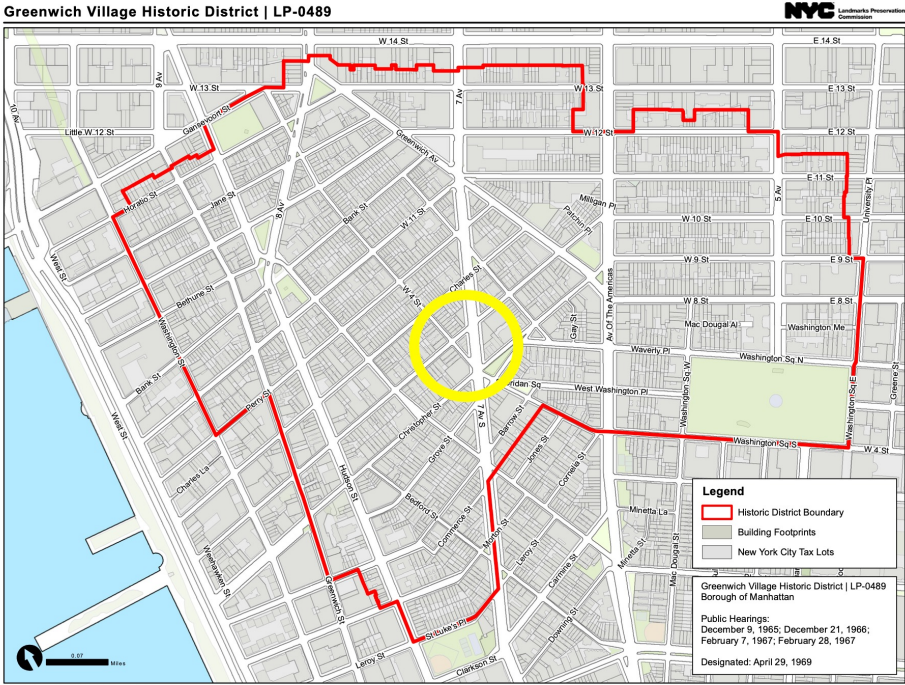 Greenwich Village Historic District | LP-0489
NYC Landmarks Preservation
Commission
W 14 St
E 14 St
9 Av
10 Av
W 13 St
7 Av
W 13 St
E 13 St
Gansevoort St
Little W 12 St
Greenwich Av
W 12 St
E 12 St
E 11 St
Horatio St
Jane St
8 Av
Bank St
W 11 St
Milligan Pl
Patchin Pl
W 10 St
5 Av
E 10 St
University Pl
West St
W 9 St
E 9 St
Charles St
W 4 St
Bethune St
Av Of The Americas
W 8 St
E 8 St
Gay St
Mac Dougal Al
Washington Me
Washington St
Waverly Pl
Washington Sq N
Washington Sq W
Washington Sq E
Greene St
Bank St
Sheridan Sq
West Washington Pl
Perry St
West St
Christopher St
7 Av S
Barrow St
Grove St
Jones St
Cornelia St
Washington Sq S
W 4 St
Charles La
Hudson St
Bedford St
Commerce St
Morton St
Leroy St
Carmine St
Minetta La
Minetta St
Mac Dougal St
Weehawken St
Greenwich St
St Luke's Pl
Downing St
Leroy St
Clarkson St
Legend
Historic District Boundary
Building Footprints
New York City Tax Lots
Greenwich Village Historic District | LP-0489
Borough of Manhattan
Public Hearings:
December 9, 1965; December 21, 1966;
February 7, 1967; February 28, 1967
Designated: April 29, 1969
0.07
Miles